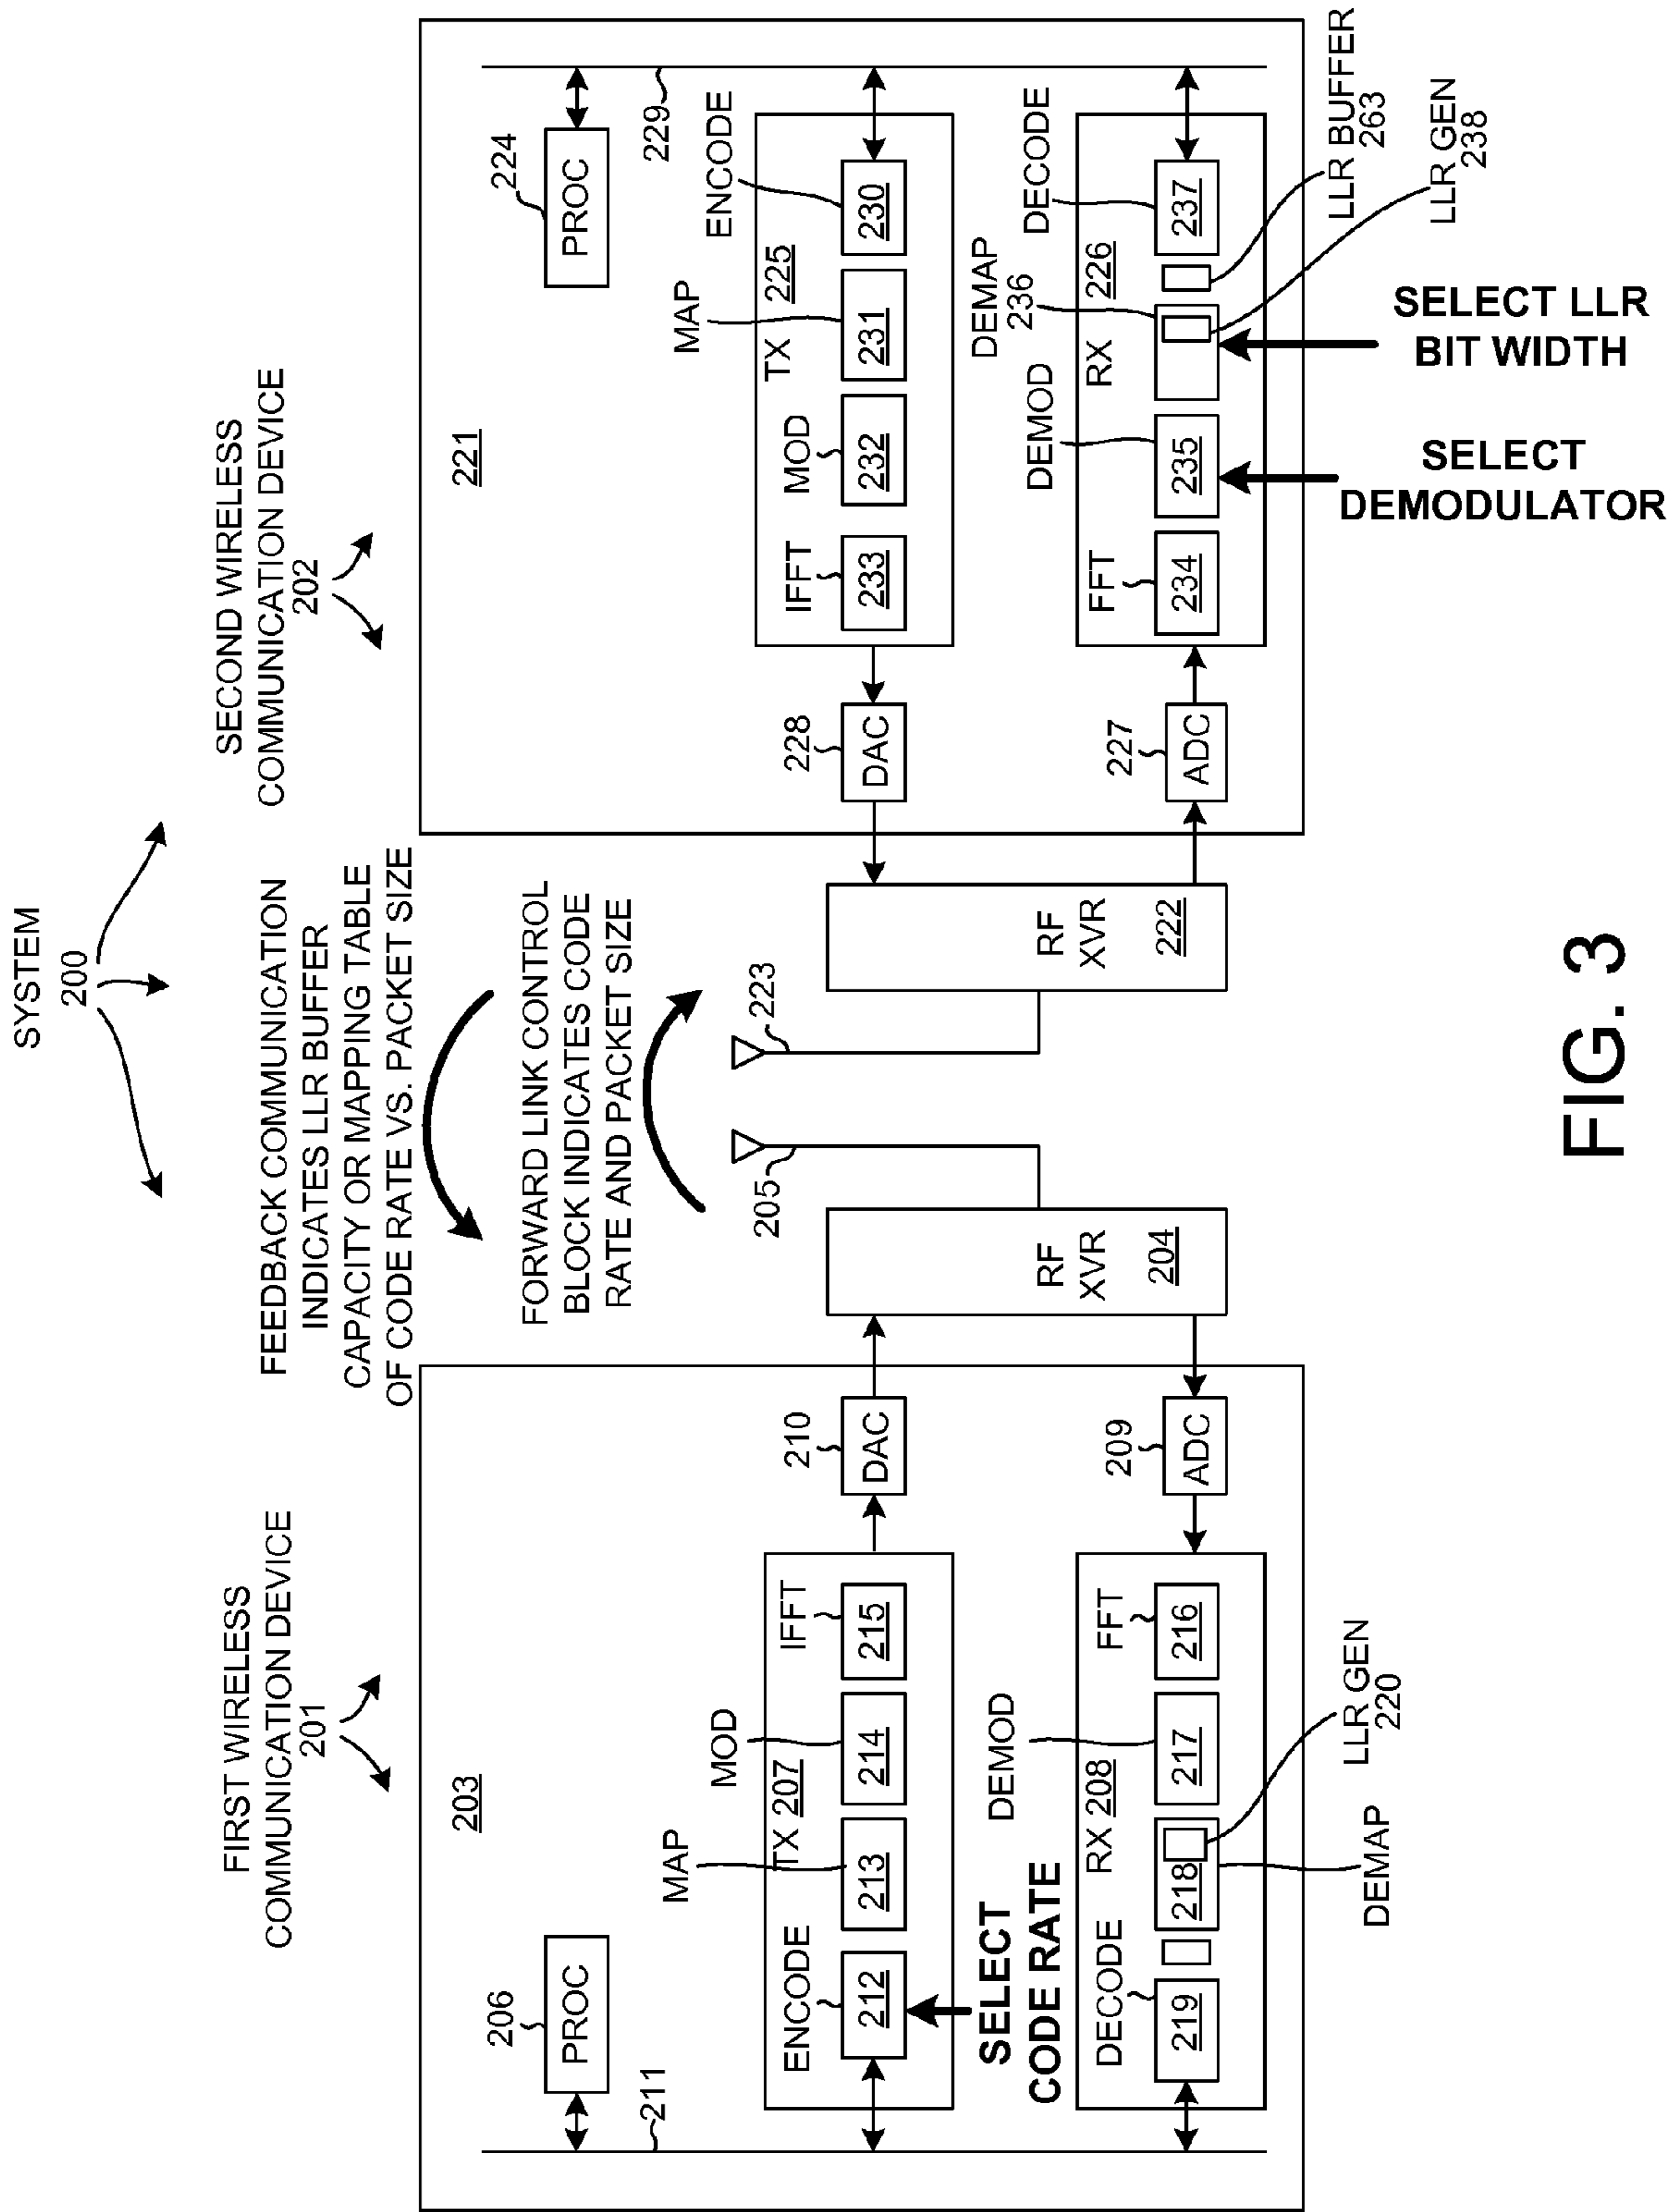 SYSTEM
200
FIRST WIRELESS
COMMUNICATION DEVICE
201
FEEDBACK COMMUNICATION
INDICATES LLR BUFFER
CAPACITY OR MAPPING TABLE
OF CODE RATE VS. PACKET SIZE
SECOND WIRELESS
COMMUNICATION DEVICE
202
FORWARD LINK CONTROL
BLOCK INDICATES CODE
RATE AND PACKET SIZE
203
206
PROC
211
MAP
MOD
ENCODE
TX 207
IFFT
212
213
214
215
210
DAC
SELECT
CODE RATE
DEMOD
DECODE
RX 208
FFT
219
218
217
216
209
ADC
LLR GEN
220
DEMAP
205
RF
XVR
204
223
RF
XVR
222
221
224
PROC
229
MAP
ENCODE
IFFT
MOD
TX 225
233
232
231
230
228
DAC
DEMAP
236
DEMOD
DECODE
FFT
RX 226
234
235
237
227
ADC
LLR BUFFER
263
LLR GEN
238
SELECT
DEMODULATOR
SELECT LLR
BIT WIDTH
FIG. 3